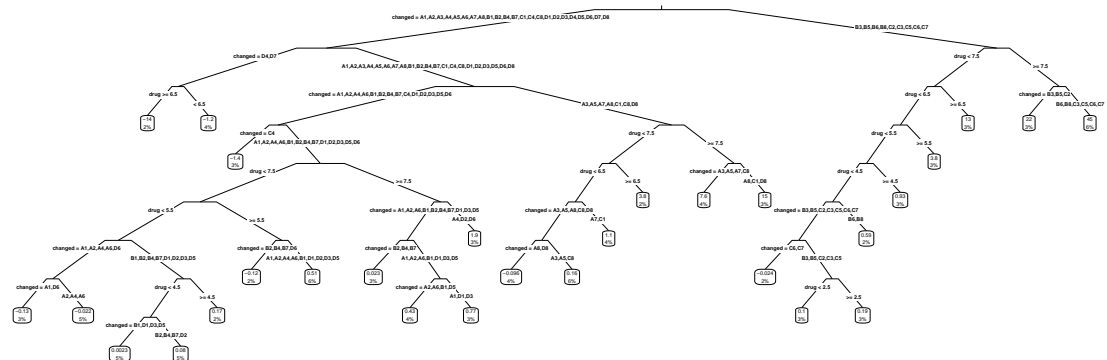 changed = A1,A2,A3,A4,A5,A6,A7,A8,B1,B2,B4,B7,C1,C4,C8,D1,D2,D3,D4,D5,D6,D7,D8
B3,B5,B6,B8,C2,C3,C5,C6,C7
changed = D4,D7
A1,A2,A3,A4,A5,A6,A7,A8,B1,B2,B4,B7,C1,C4,C8,D1,D2,D3,D5,D6,D8
drug < 7.5
>= 7.5
drug >= 6.5
< 6.5
changed = A1,A2,A4,A6,B1,B2,B4,B7,C4,D1,D2,D3,D5,D6
A3,A5,A7,A8,C1,C8,D8
drug < 6.5
>= 6.5
changed = B3,B5,C2
B6,B8,C3,C5,C6,C7
−14
2%
−1.2
4%
13
3%
22
3%
46
6%
changed = C4
A1,A2,A4,A6,B1,B2,B4,B7,D1,D2,D3,D5,D6
drug < 7.5
>= 7.5
drug < 5.5
>= 5.5
−1.4
3%
3.8
3%
drug < 7.5
>= 7.5
drug < 6.5
>= 6.5
changed = A3,A5,A7,C8
A8,C1,D8
drug < 4.5
>= 4.5
3.8
2%
7.6
4%
15
3%
0.93
3%
drug < 5.5
>= 5.5
changed = A1,A2,A6,B1,B2,B4,B7,D1,D3,D5
A4,D2,D6
changed = A3,A5,A8,C8,D8
A7,C1
changed = B3,B5,C2,C3,C5,C6,C7
B6,B8
1.9
3%
1.1
4%
0.59
2%
changed = A1,A2,A4,A6,D6
B1,B2,B4,B7,D1,D2,D3,D5
changed = B2,B4,B7,D6
A1,A2,A4,A6,B1,D1,D2,D3,D5
changed = B2,B4,B7
A1,A2,A6,B1,D1,D3,D5
changed = A8,D8
A3,A5,C8
changed = C6,C7
B3,B5,C2,C3,C5
−0.12
2%
0.51
6%
0.023
3%
−0.096
4%
0.16
6%
−0.024
2%
changed = A1,D6
A2,A4,A6
drug < 4.5
>= 4.5
changed = A2,A6,B1,D5
A1,D1,D3
drug < 2.5
>= 2.5
−0.13
3%
−0.022
5%
0.17
2%
0.43
4%
0.77
3%
0.1
3%
0.19
3%
changed = B1,D1,D3,D5
B2,B4,B7,D2
0.0023
5%
0.08
5%